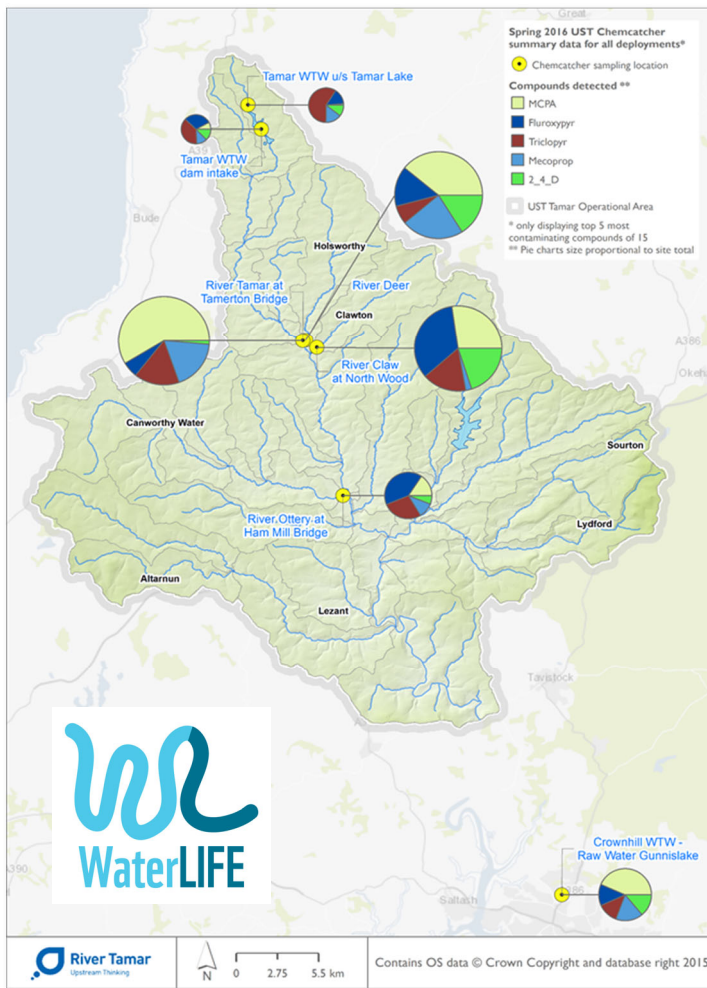 Great
Spring 2016 UST Chemcatcher
summary data for all deployments*
Chemcatcher sampling location
Compounds detected **
MCPA
Fluroxypyr
Triclopyr
Mecoprop
2_4_D
UST Tamar Operational Area
* only displaying top 5 most
contaminating compounds of 15
** Pie charts size proportional to site total
Tamar WTW u/s Tamar Lake
A39
Tamar WTW
dam intake
Bude
Holsworthy
River Tamar at
Tamerton Bridge
River Deer
Clawton
A386
River Claw
at North Wood
Okeh
Canworthy Water
Sourton
River Ottery at
Ham Mill Bridge
Lydford
Altarnun
Lezant
Tavistock
WaterLIFE
Crownhill WTW -
Raw Water Gunnislake
A390
Saltash
River Tamar
Upstream Thinking
N
0 2.75 5.5 km
Contains OS data © Crown Copyright and database right 2015